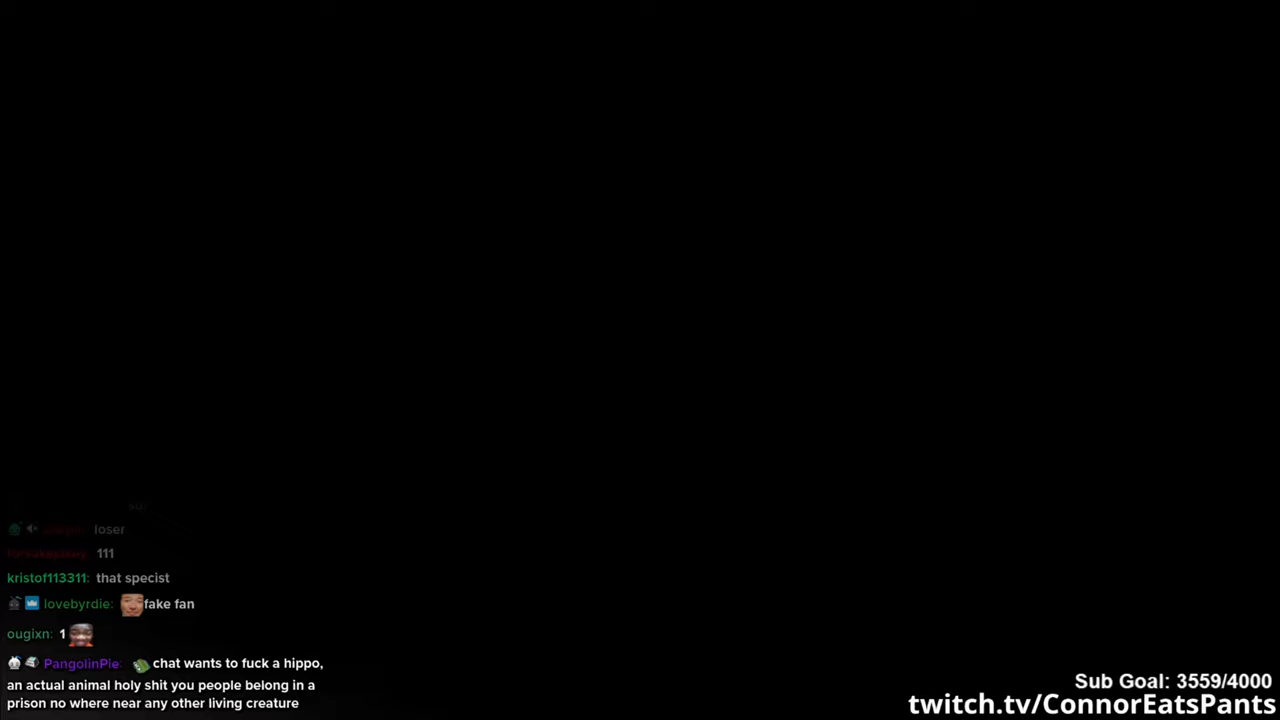 loser
111
kristof113311: that specist
lovebyrdie: fake fan
ougixn: 1
PangolinPie: chat wants to fuck a hippo,
an actual animal holy shit you people belong in a
prison no where near any other living creature
Sub Goal: 3559/4000
twitch.tv/ConnorEatsPants